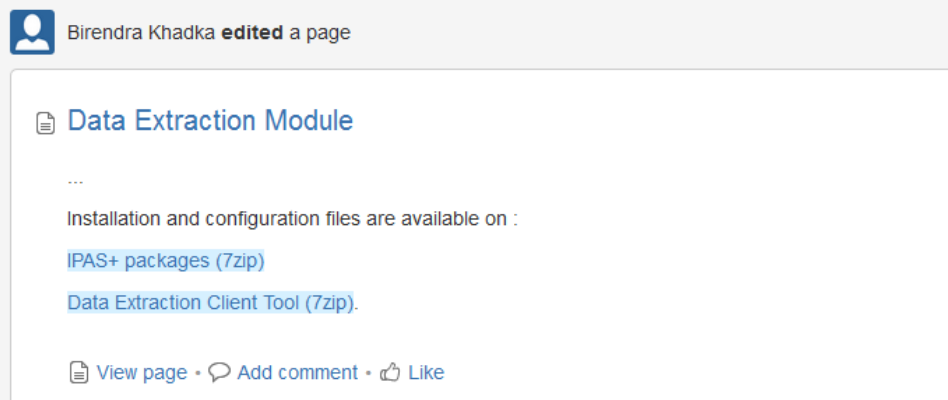 Birendra Khadka edited a page
Data Extraction Module
...
Installation and configuration files are available on :
IPAS+ packages (7zip)
Data Extraction Client Tool (7zip).
View page • Add comment • Like